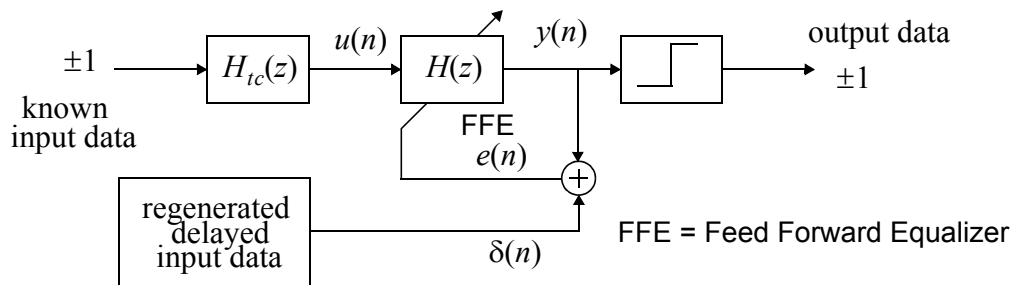 ±1
known
input data
H_tc(z)
u(n)
H(z)
y(n)
output data
±1
FFE
e(n)
+
regenerated
delayed
input data
δ(n)
FFE = Feed Forward Equalizer